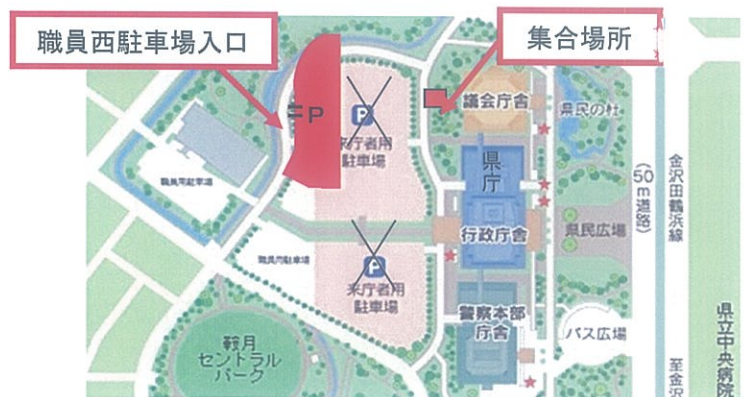 職員西駐車場入口
集合場所
P
P
来庁者用
駐車場
議会庁舎
県民の杜
職員用駐車場
県庁
行政庁舎
県民広場
金沢田鶴浜線
(50m道路)
職員用駐車場
P
来庁者用
駐車場
警察本部
庁舎
バス広場
鞍月
セントラル
パーク
県立中央病院
至金沢